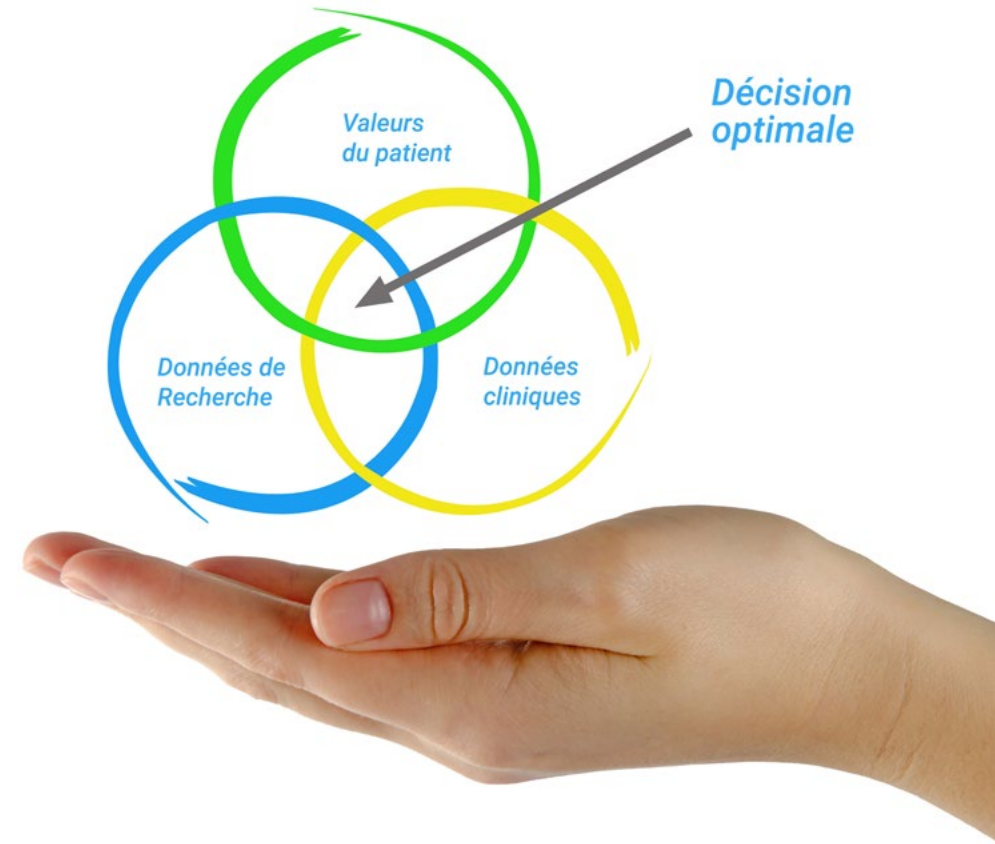 Décision
optimale
Valeurs
du patient
Données de
Recherche
Données
cliniques